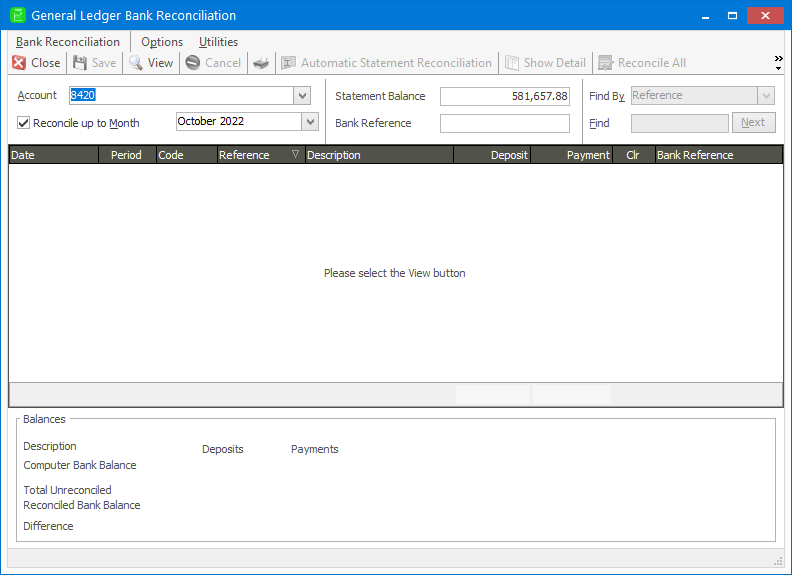 General Ledger Bank Reconciliation
Bank Reconciliation Options Utilities
Close Save View Cancel Automatic Statement Reconciliation Show Detail Reconcile All »
Account 8420 Statement Balance 581,657.88 Find By Reference
Reconcile up to Month October 2022 Bank Reference Find Next
Date Period Code Reference Description Deposit Payment Clr Bank Reference
Please select the View button
Balances
Description Deposits Payments
Computer Bank Balance
Total Unreconciled
Reconciled Bank Balance
Difference